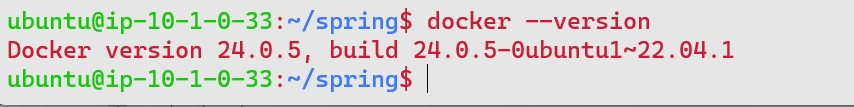 ubuntu@ip-10-1-0-33:~/spring$ docker --version
Docker version 24.0.5, build 24.0.5-0ubuntu1~22.04.1
ubuntu@ip-10-1-0-33:~/spring$